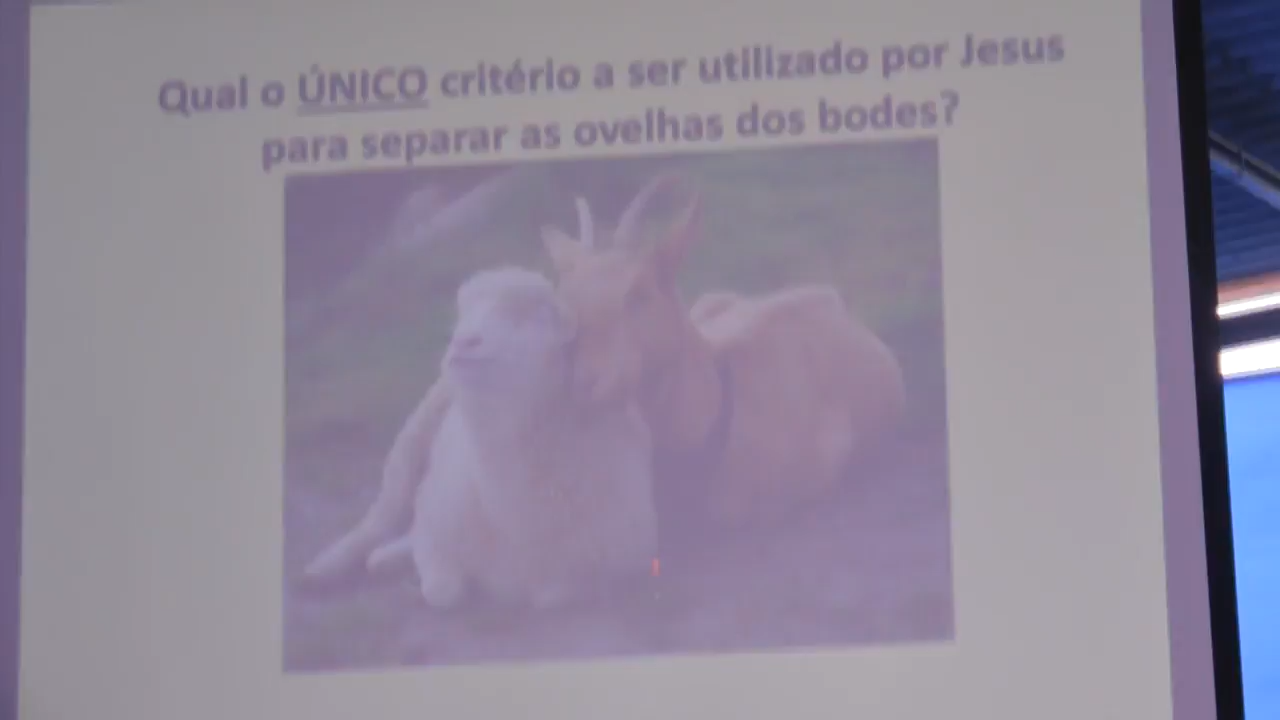 Qual o ÚNICO critério a ser utilizado por Jesus
para separar as ovelhas dos bodes?